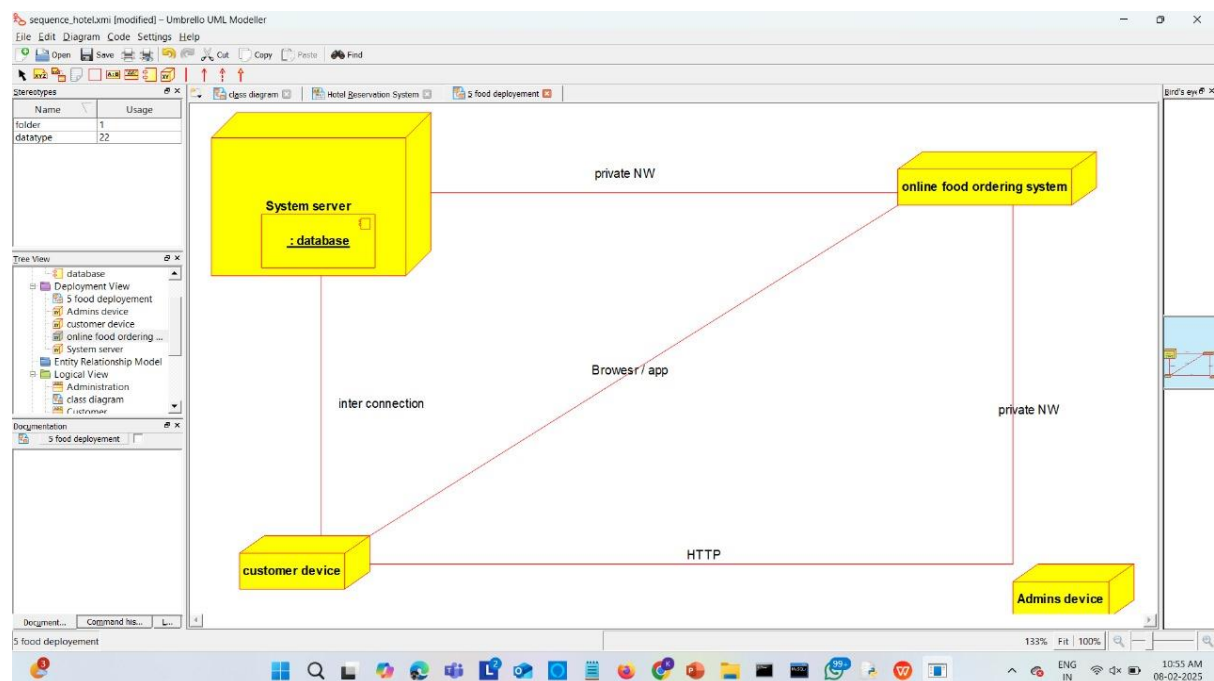 sequence_hotel.xmi [modified] – Umbrello UML Modeller
File Edit Diagram Code Settings Help
Open Save Cut Copy Paste Find
Stereotypes
Name Usage
folder 1
datatype 22
class diagram Hotel Reservation System 5 food deployement
Bird's eye
System server
: database
private NW
online food ordering system
Browesr / app
inter connection
private NW
customer device
HTTP
Admins device
Tree View
database
Deployment View
5 food deployement
Admins device
customer device
online food ordering ...
System server
Entity Relationship Model
Logical View
Administration
class diagram
Customer
Documentation
5 food deployement
Document... Command his... L...
5 food deployement
133% Fit 100%
3
99+
ENG
IN
10:55 AM
08-02-2025